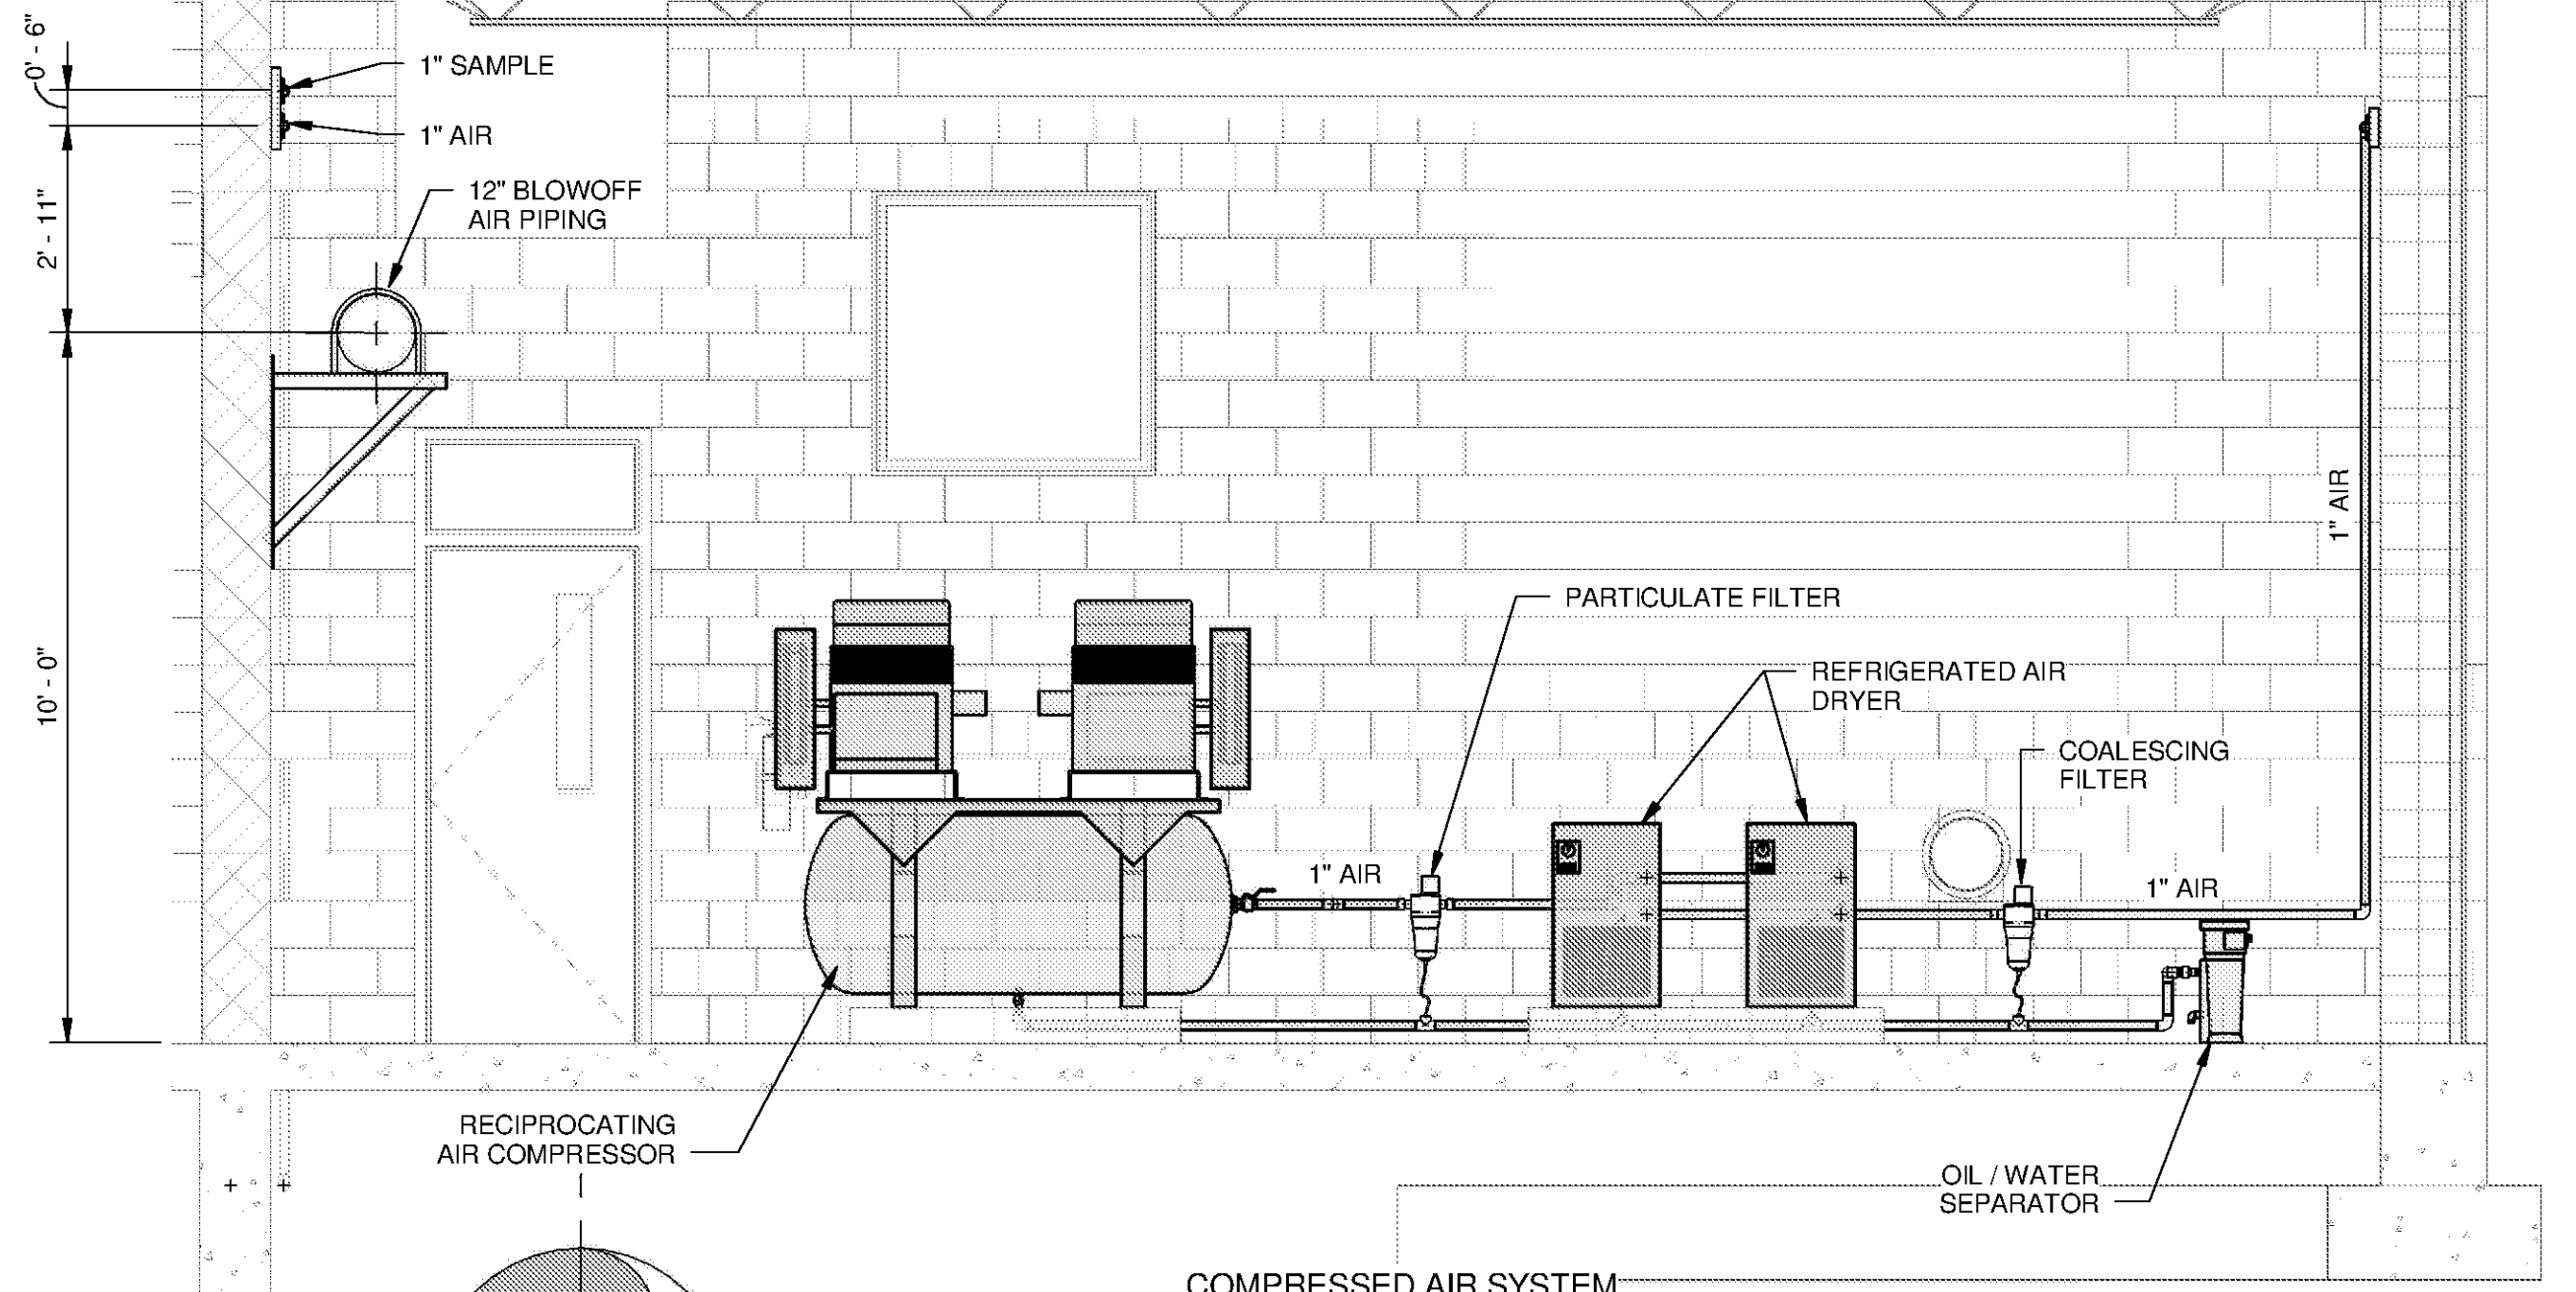 0' - 6"
1" SAMPLE
1" AIR
12" BLOWOFF
AIR PIPING
2' - 11"
10' - 0"
1" AIR
PARTICULATE FILTER
REFRIGERATED AIR
DRYER
COALESCING
FILTER
1" AIR
1" AIR
RECIPROCATING
AIR COMPRESSOR
OIL / WATER
SEPARATOR
COMPRESSED AIR SYSTEM